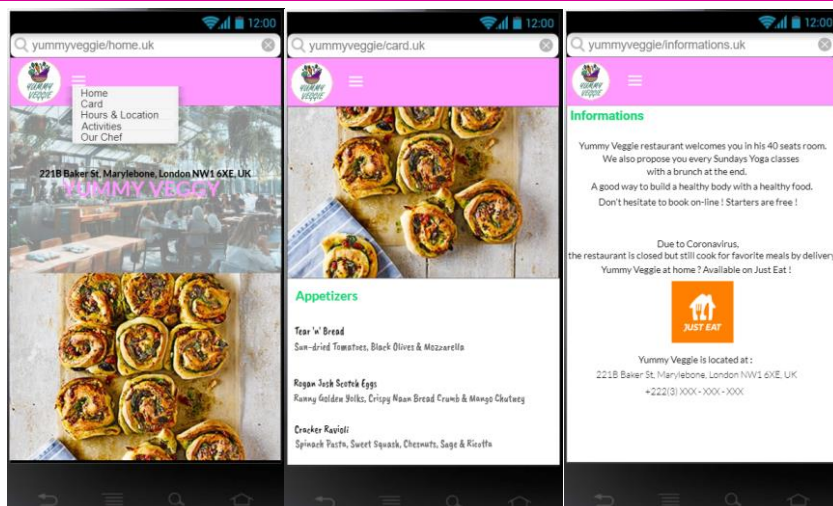 12:00
yummyveggie/home.uk
YUMMY
VEGGIE
Home
Card
Hours & Location
Activities
Our Chef
221B Baker St, Marylebone, London NW1 6XE, UK
YUMMY VEGGY
12:00
yummyveggie/card.uk
YUMMY
VEGGIE
Appetizers
Tear 'n' Bread
Sun-dried Tomatoes, Black Olives & Mozzarella
Rogan Josh Scotch Eggs
Runny Golden Yolks, Crispy Naan Bread Crumb & Mango Chutney
Cracker Ravioli
Spinach Pasta, Sweet Squash, Chesnuts, Sage & Ricotta
12:00
yummyveggie/informations.uk
YUMMY
VEGGIE
Informations
Yummy Veggie restaurant welcomes you in his 40 seats room.
We also propose you every Sundays Yoga classes
with a brunch at the end.
A good way to build a healthy body with a healthy food.
Don't hesitate to book on-line ! Starters are free !
Due to Coronavirus,
the restaurant is closed but still cook for favorite meals by delivery
Yummy Veggie at home ? Available on Just Eat !
JUST EAT
Yummy Veggie is located at :
221B Baker St, Marylebone, London NW1 6XE, UK
+222(3) XXX - XXX - XXX